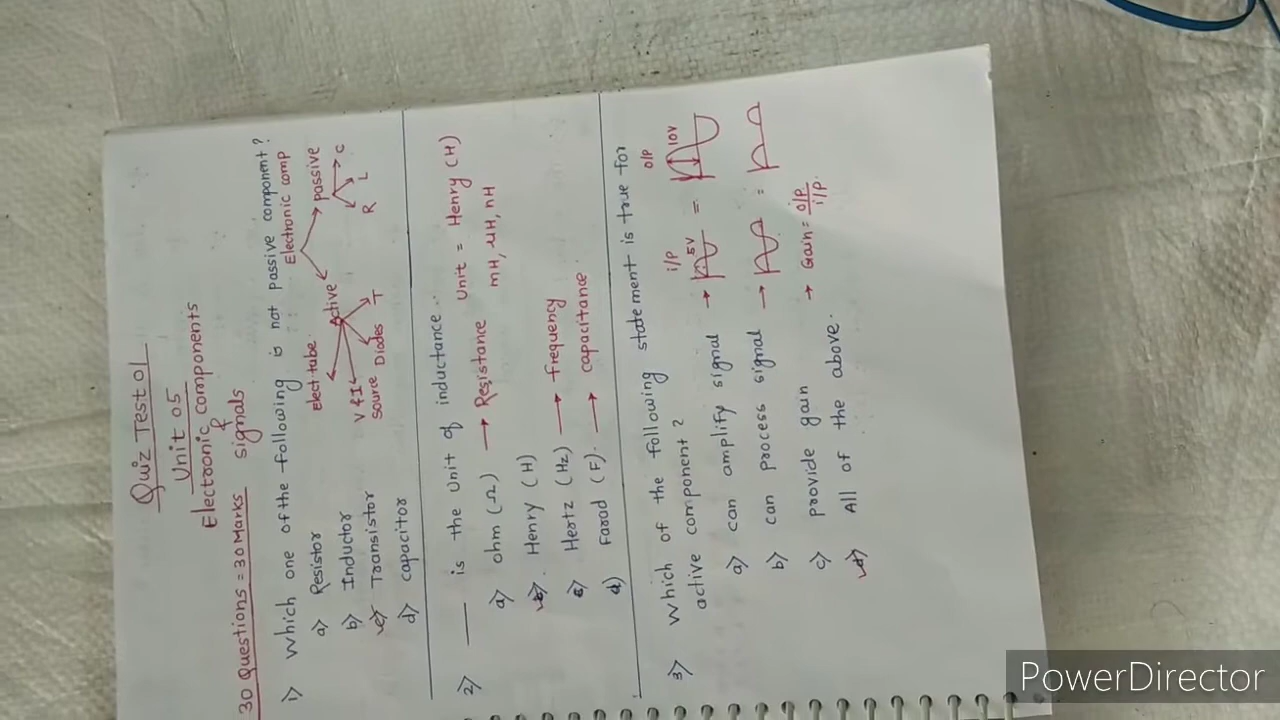 Quiz Test 01
Unit 05
Electronic components
&
signals
30 Questions = 30 Marks
1) Which one of the following is not passive component?
a) Resistor
b) Inductor
c) Transistor
d) capacitor
Electronic comp
Active
passive
Elect tube
V & I
source
Diodes
T
R
L
C
2) ___ is the unit of inductance.
a) ohm (Ω) → Resistance
b) Henry (H)
c) Hertz (Hz) → frequency
d) Farad (F). → capacitance
Unit = Henry (H)
mH, μH, nH
3) Which of the following statement is true for
active component?
i/p
o/p
a) can amplify signal → 5V = 10V
b) can process signal → =
c) provide gain → Gain = o/p / i/p.
d) All of the above.
PowerDirector